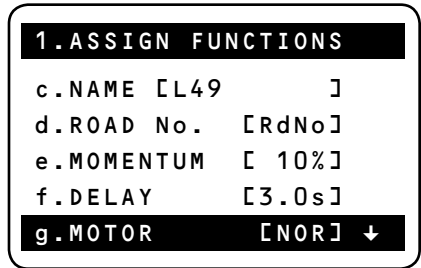 1.ASSIGN FUNCTIONS
c.NAME [L49 ]
d.ROAD No. [RdNo]
e.MOMENTUM [ 10%]
f.DELAY [3.0s]
g.MOTOR [NOR] ↓